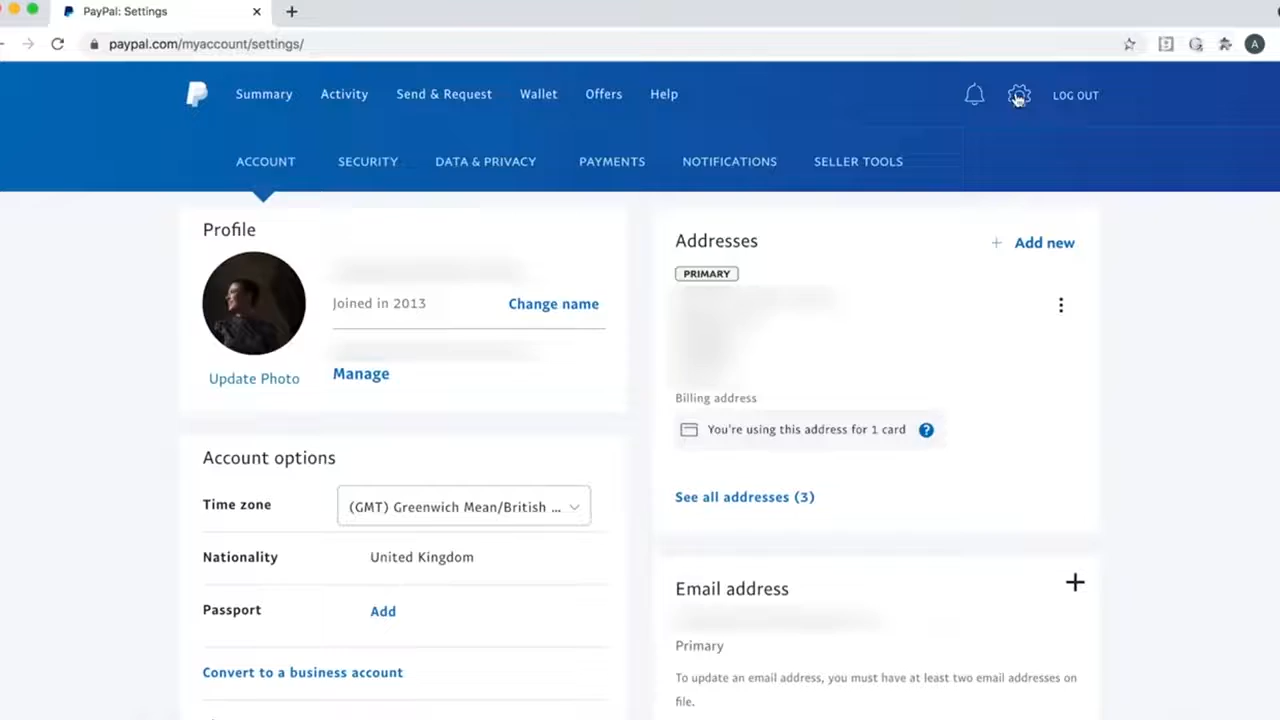 PayPal: Settings
paypal.com/myaccount/settings/
A
Summary Activity Send & Request Wallet Offers Help LOG OUT
ACCOUNT SECURITY DATA & PRIVACY PAYMENTS NOTIFICATIONS SELLER TOOLS
Profile
Joined in 2013 Change name
Update Photo
Manage
Account options
Time zone (GMT) Greenwich Mean/British ...
Nationality United Kingdom
Passport Add
Convert to a business account
Addresses + Add new
PRIMARY
Billing address
You're using this address for 1 card ?
See all addresses (3)
Email address +
Primary
To update an email address, you must have at least two email addresses on
file.